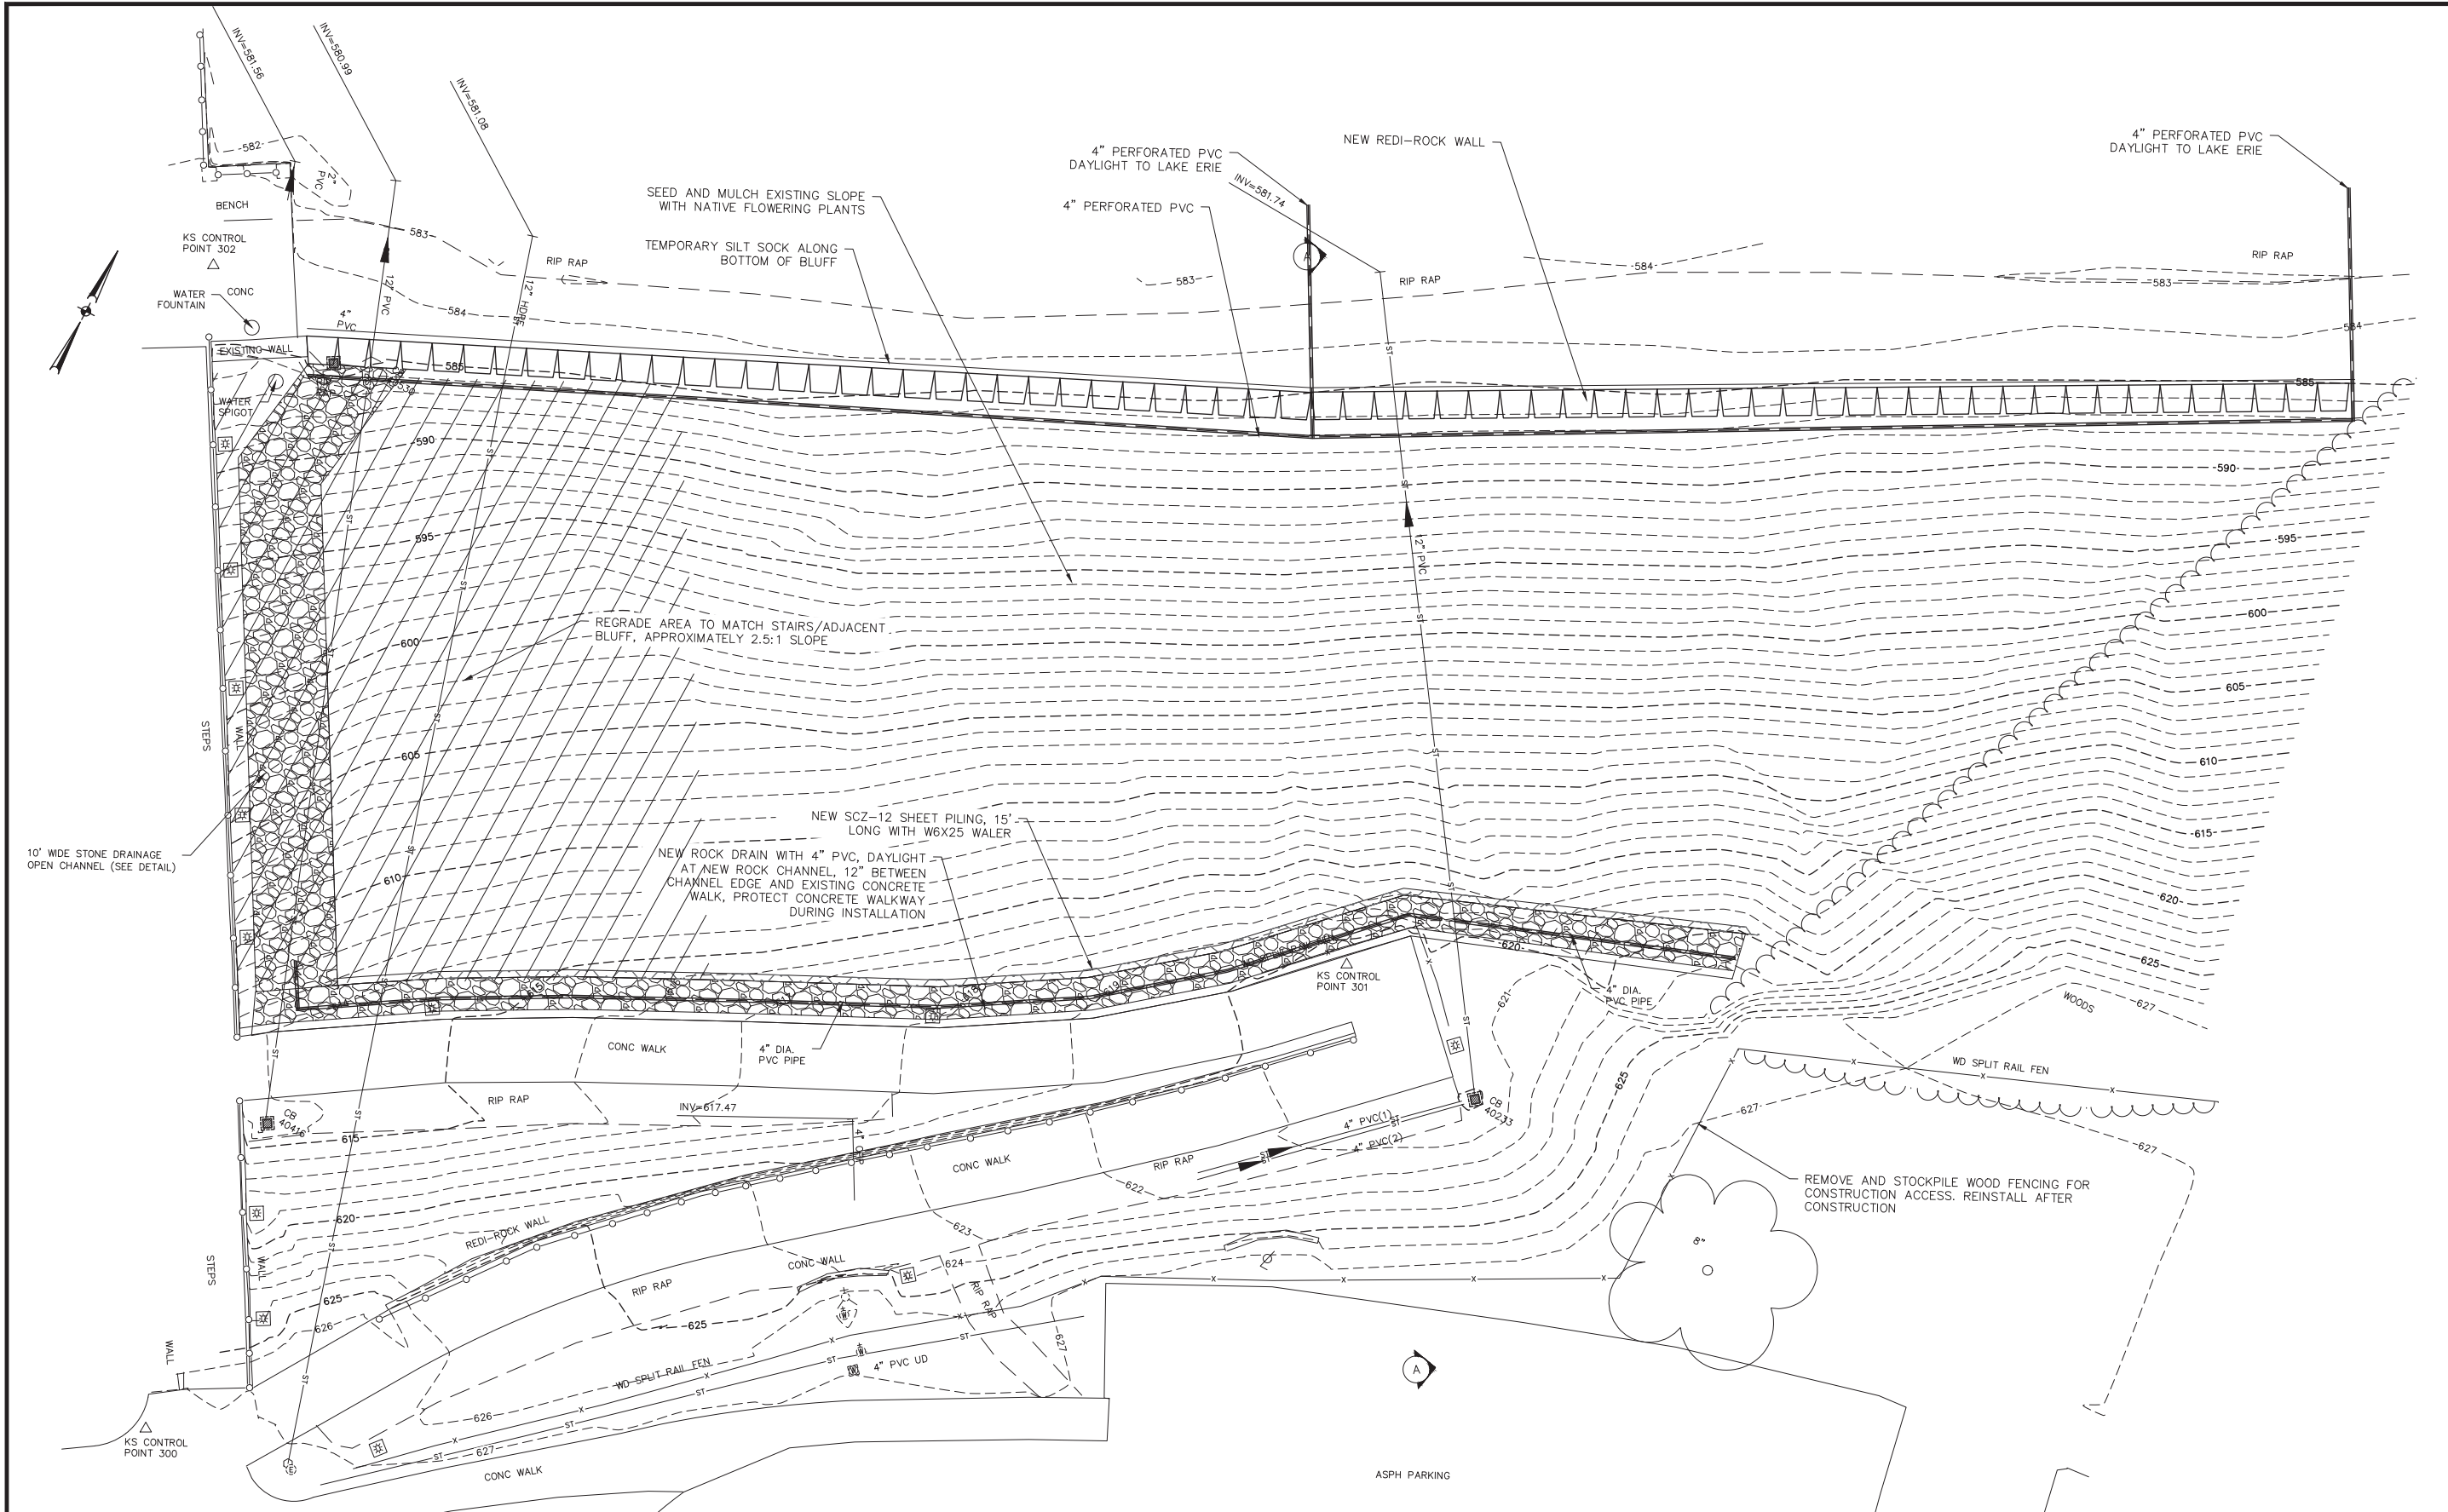 INV=581.56
INV=580.99
INV=581.08
-582-
2"
PVC
BENCH
KS CONTROL
POINT 302
WATER
FOUNTAIN
CONC
583
12" PVC
RIP RAP
12" HDPE
584
4"
PVC
EXISTING WALL
585
WATER
SPIGOT
RAP
SEED AND MULCH EXISTING SLOPE
WITH NATIVE FLOWERING PLANTS
TEMPORARY SILT SOCK ALONG
BOTTOM OF BLUFF
4" PERFORATED PVC
DAYLIGHT TO LAKE ERIE
INV=581.74
4" PERFORATED PVC
A
583
NEW REDI-ROCK WALL
RIP RAP
584
4" PERFORATED PVC
DAYLIGHT TO LAKE ERIE
RIP RAP
583
584
585
590
590
595
595
12" PVC
ST
600
600
REGRADE AREA TO MATCH STAIRS/ADJACENT
BLUFF, APPROXIMATELY 2.5:1 SLOPE
605
605
STEPS
WALL
610
610
NEW SCZ-12 SHEET PILING, 15'
LONG WITH W6X25 WALER
615
NEW ROCK DRAIN WITH 4" PVC, DAYLIGHT
AT NEW ROCK CHANNEL, 12" BETWEEN
CHANNEL EDGE AND EXISTING CONCRETE
WALK, PROTECT CONCRETE WALKWAY
DURING INSTALLATION
10' WIDE STONE DRAINAGE
OPEN CHANNEL (SEE DETAIL)
620
620
625
KS CONTROL
POINT 301
615
618
619
621
4" DIA.
PVC PIPE
WOODS
627
CONC WALK
4" DIA.
PVC PIPE
WD SPLIT RAIL FEN
RIP RAP
INV=617.47
CB
40416
615
4"
4" PVC(1)
4" PVC(2)
CB
40233
625
627
627
CONC WALK
RIP RAP
622
REMOVE AND STOCKPILE WOOD FENCING FOR
CONSTRUCTION ACCESS. REINSTALL AFTER
CONSTRUCTION
620
REDI-ROCK WALL
623
8"
STEPS
WALL
CONC WALL
624
RIP RAP
RIP RAP
625
626
625
WALL
627
WD SPLIT RAIL FEN
4" PVC UD
A
626
627
KS CONTROL
POINT 300
E
CONC WALK
ASPH PARKING